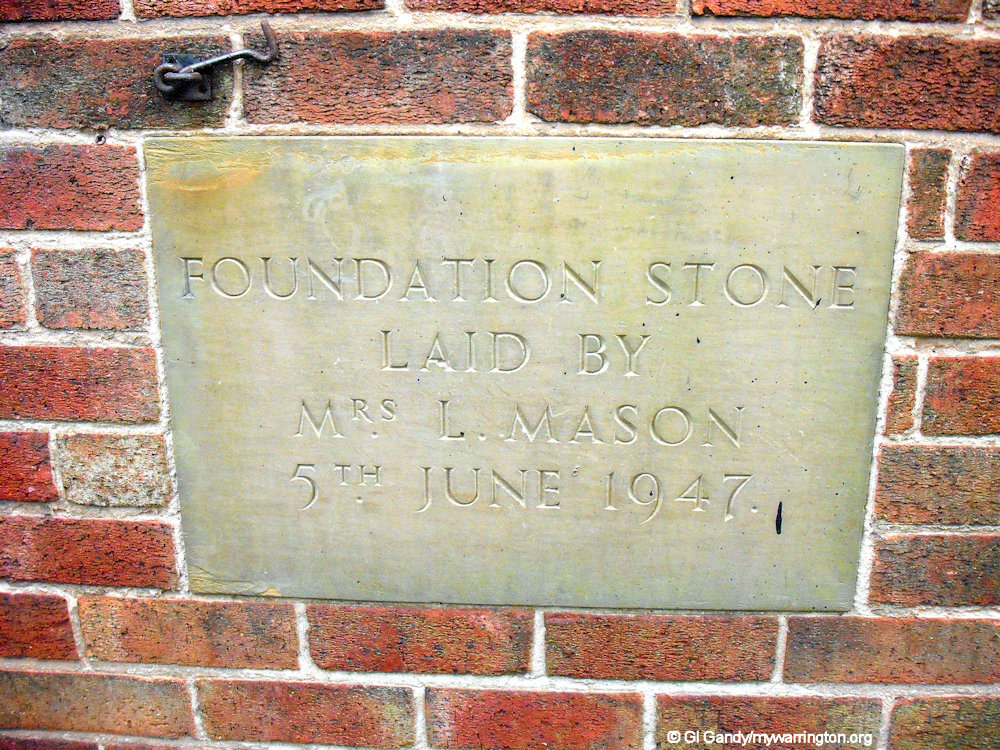 FOUNDATION STONE
LAID BY
MRS. L. MASON
5TH. JUNE 1947.
© GI Gandy/mywarrington.org